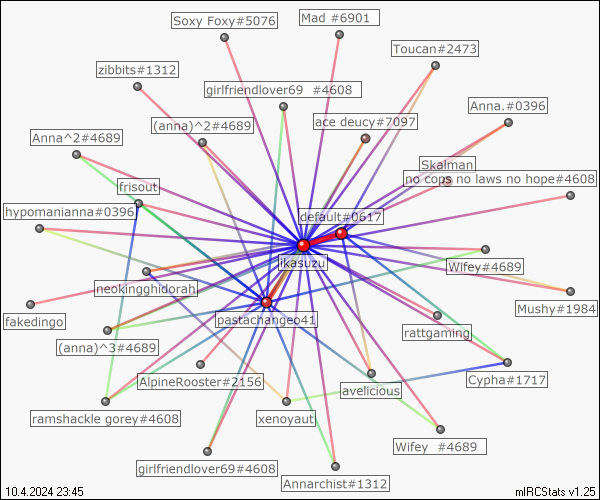 Soxy Foxy#5076
Mad #6901
Toucan#2473
zibbits#1312
girlfriendlover69 #4608
Anna.#0396
(anna)^2#4689
ace deucy#7097
Anna^2#4689
Skalman
no cops no laws no hope#4608
frisout
hypomanianna#0396
default#0617
ikasuzu
Wifey#4689
neokingghdorah
Mushy#1984
fakedingo
pastachangeo41
rattgaming
(anna)^3#4689
AlpineRooster#2156
Cypha#1717
avelicious
ramshackle gorey#4608
xenoyaut
Wifey #4689
girlfriendlover69#4608
Annarchist#1312
10.4.2024 23:45
mIRCStats v1.25